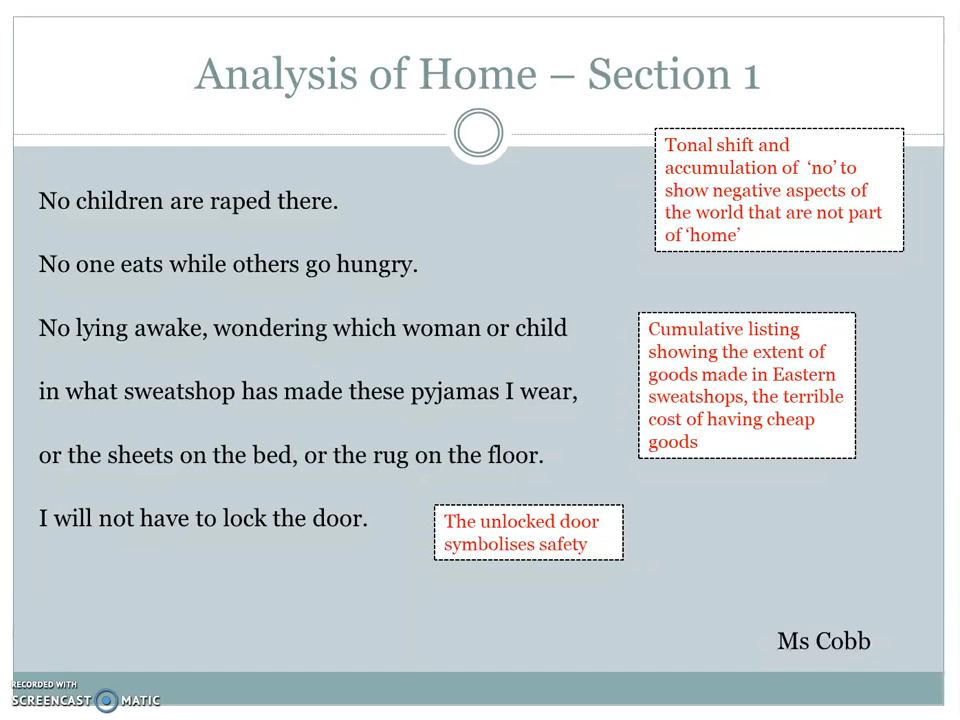 Analysis of Home – Section 1
Tonal shift and
accumulation of ‘no’ to
show negative aspects of
the world that are not part
of ‘home’
No children are raped there.
No one eats while others go hungry.
No lying awake, wondering which woman or child
in what sweatshop has made these pyjamas I wear,
or the sheets on the bed, or the rug on the floor.
Cumulative listing
showing the extent of
goods made in Eastern
sweatshops, the terrible
cost of having cheap
goods
I will not have to lock the door.
The unlocked door
symbolises safety
Ms Cobb
RECORDED WITH
SCREENCAST MATIC